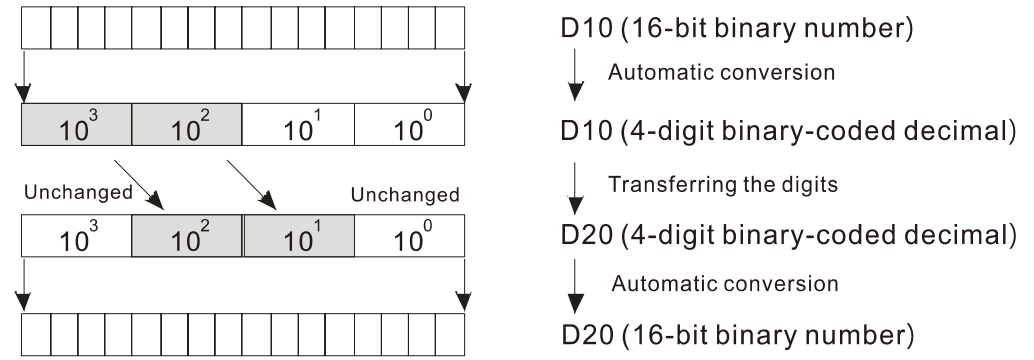 D10 (16-bit binary number)
Automatic conversion
10³ 10² 10¹ 10⁰
D10 (4-digit binary-coded decimal)
Unchanged
Unchanged
Transferring the digits
10³ 10² 10¹ 10⁰
D20 (4-digit binary-coded decimal)
Automatic conversion
D20 (16-bit binary number)